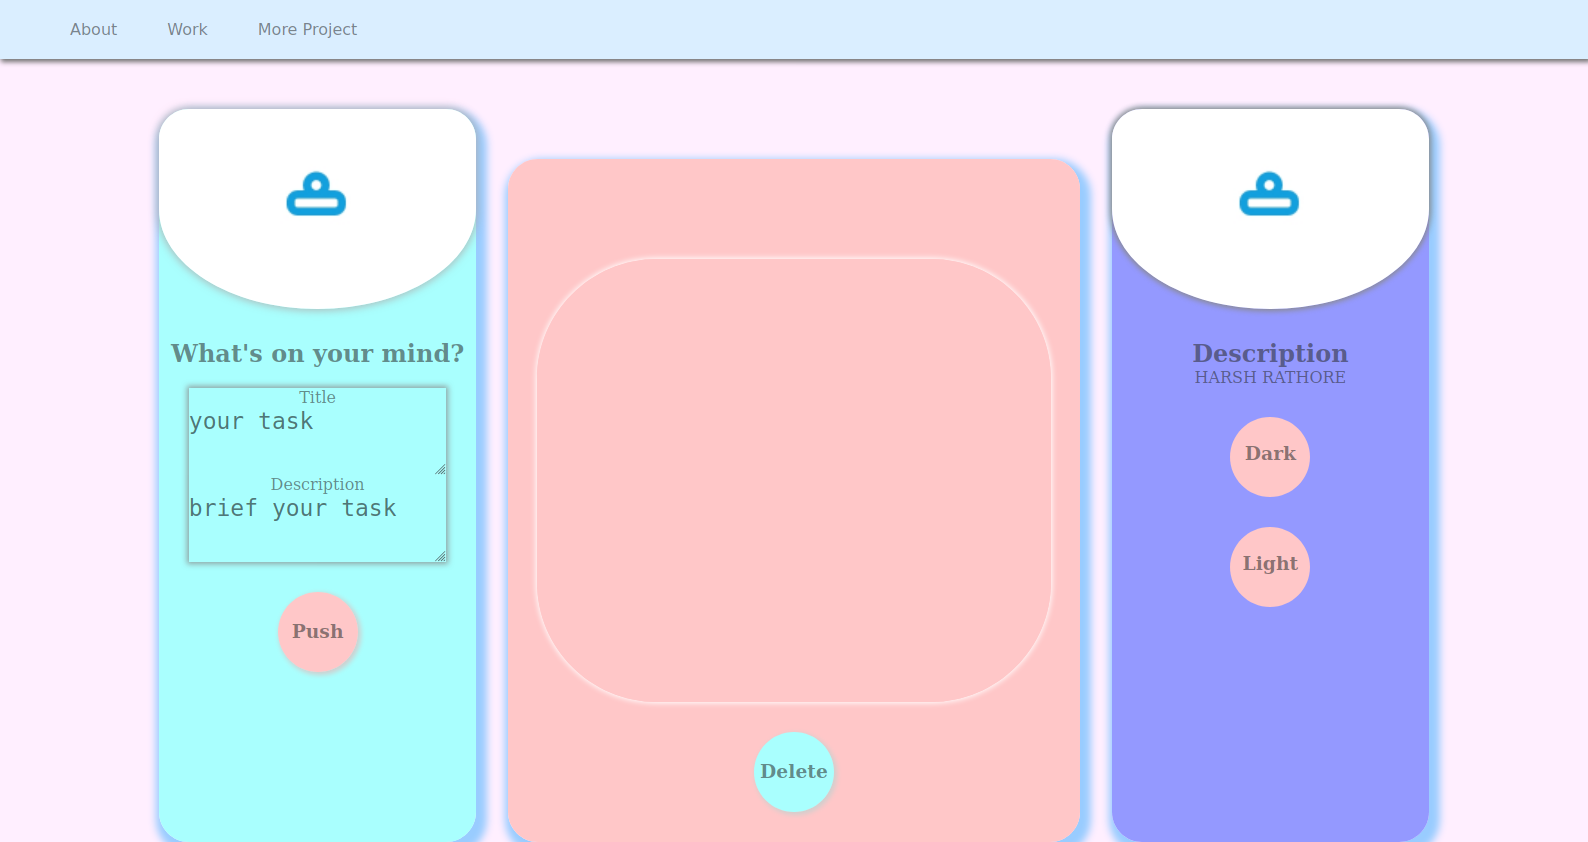 About Work More Project
What's on your mind?
Title
your task
Description
brief your task
Push
Delete
Description
HARSH RATHORE
Dark
Light